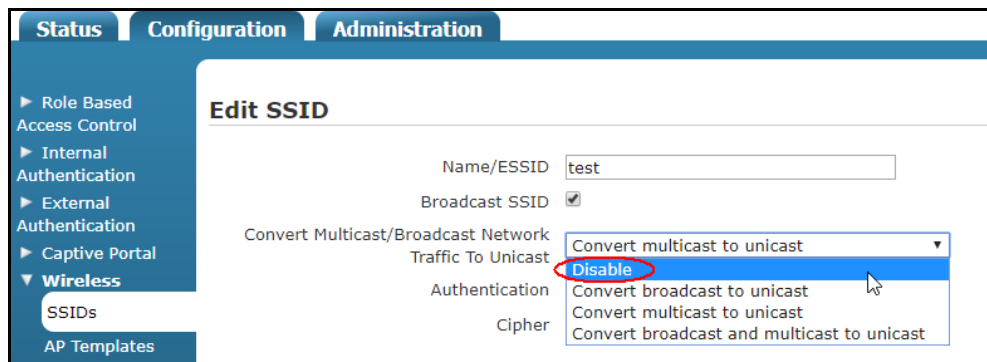 Status Configuration Administration
Role Based
Access Control
Internal
Authentication
External
Authentication
Captive Portal
Wireless
SSIDs
AP Templates
Edit SSID
Name/ESSID test
Broadcast SSID
Convert Multicast/Broadcast Network
Traffic To Unicast Convert multicast to unicast
Disable
Convert broadcast to unicast
Convert multicast to unicast
Convert broadcast and multicast to unicast
Authentication
Cipher